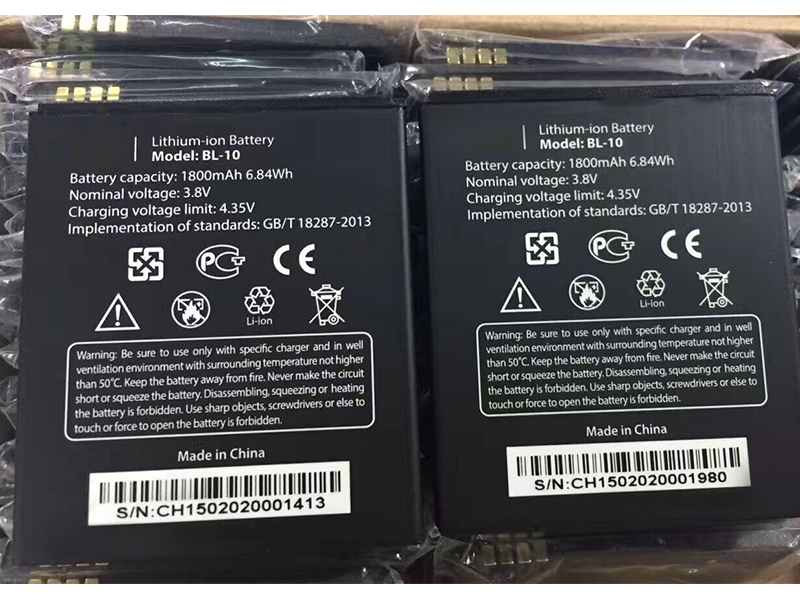 Lithium-ion Battery
Model: BL-10
Battery capacity: 1800mAh 6.84Wh
Nominal voltage: 3.8V
Charging voltage limit: 4.35V
Implementation of standards: GB/T 18287-2013
PC
CE
Li-ion
Warning: Be sure to use only with specific charger and in well
ventilation environment with surrounding temperature not higher
than 50°C. Keep the battery away from fire. Never make the circuit
short or squeeze the battery. Disassembling, squeezing or heating
the battery is forbidden. Use sharp objects, screwdrivers or else to
touch or forbidden to open the battery is forbidden.
Made in China
S/N:CH1502020001413
Lithium-ion Battery
Model: BL-10
Battery capacity: 1800mAh 6.84Wh
Nominal voltage: 3.8V
Charging voltage limit: 4.35V
Implementation of standards: GB/T 18287-2013
PC
CE
Li-ion
Warning: Be sure to use only with specific charger and in well
ventilation environment with surrounding temperature not higher
than 50°C. Keep the battery away from fire. Never make the circuit
short or squeeze the battery. Disassembling, squeezing or heating
the battery is forbidden. Use sharp objects, screwdrivers or else to
touch or force to open the battery is forbidden.
Made in China
S/N:CH1502020001980